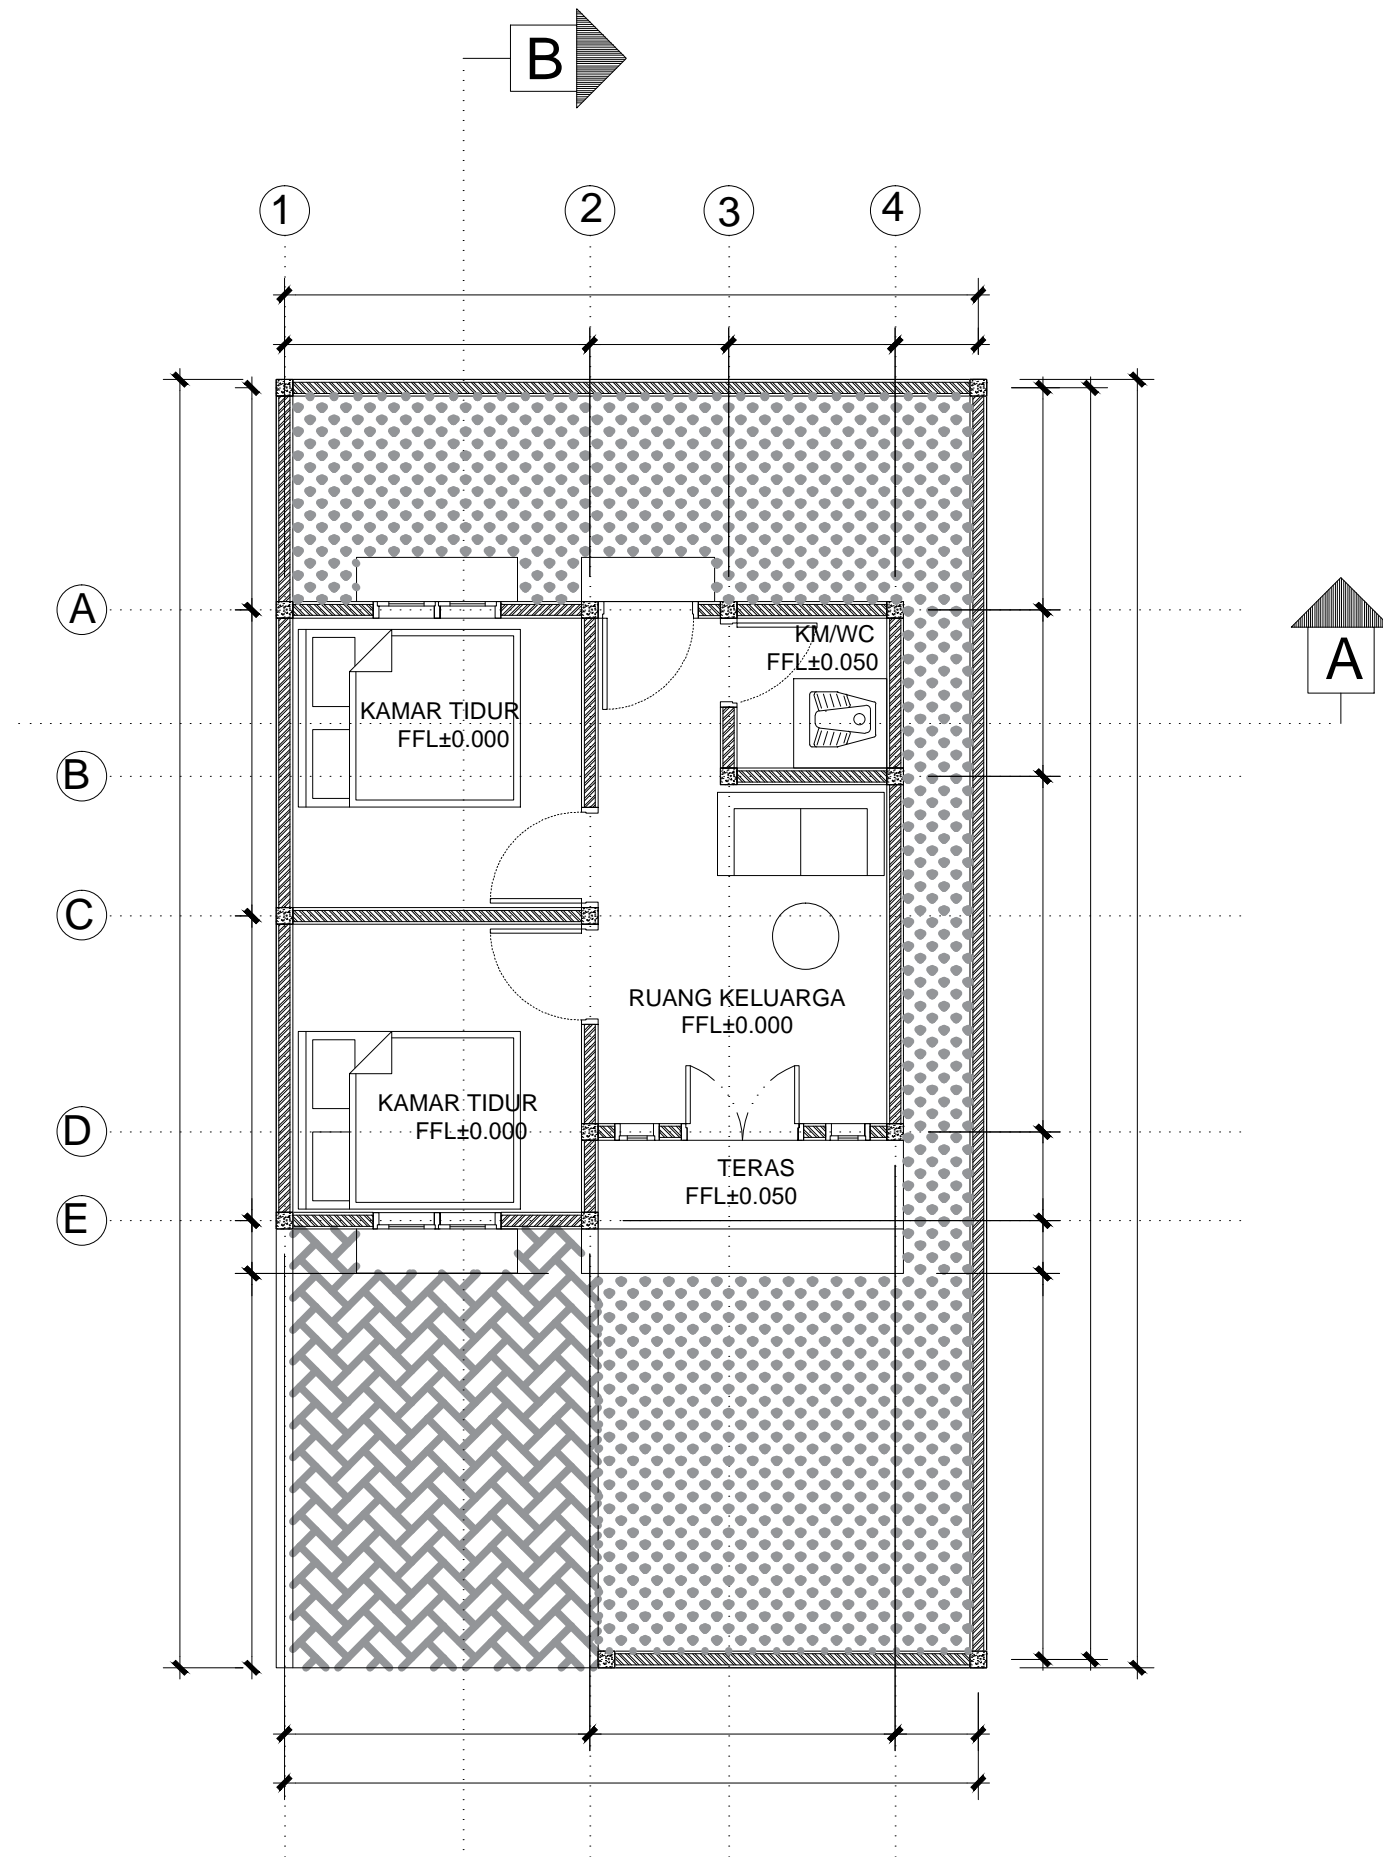 B
1
2
3
4
A
KM/WC
FFL±0.050
A
KAMAR TIDUR
FFL±0.000
B
C
RUANG KELUARGA
FFL±0.000
KAMAR TIDUR
FFL±0.000
D
TERAS
FFL±0.050
E